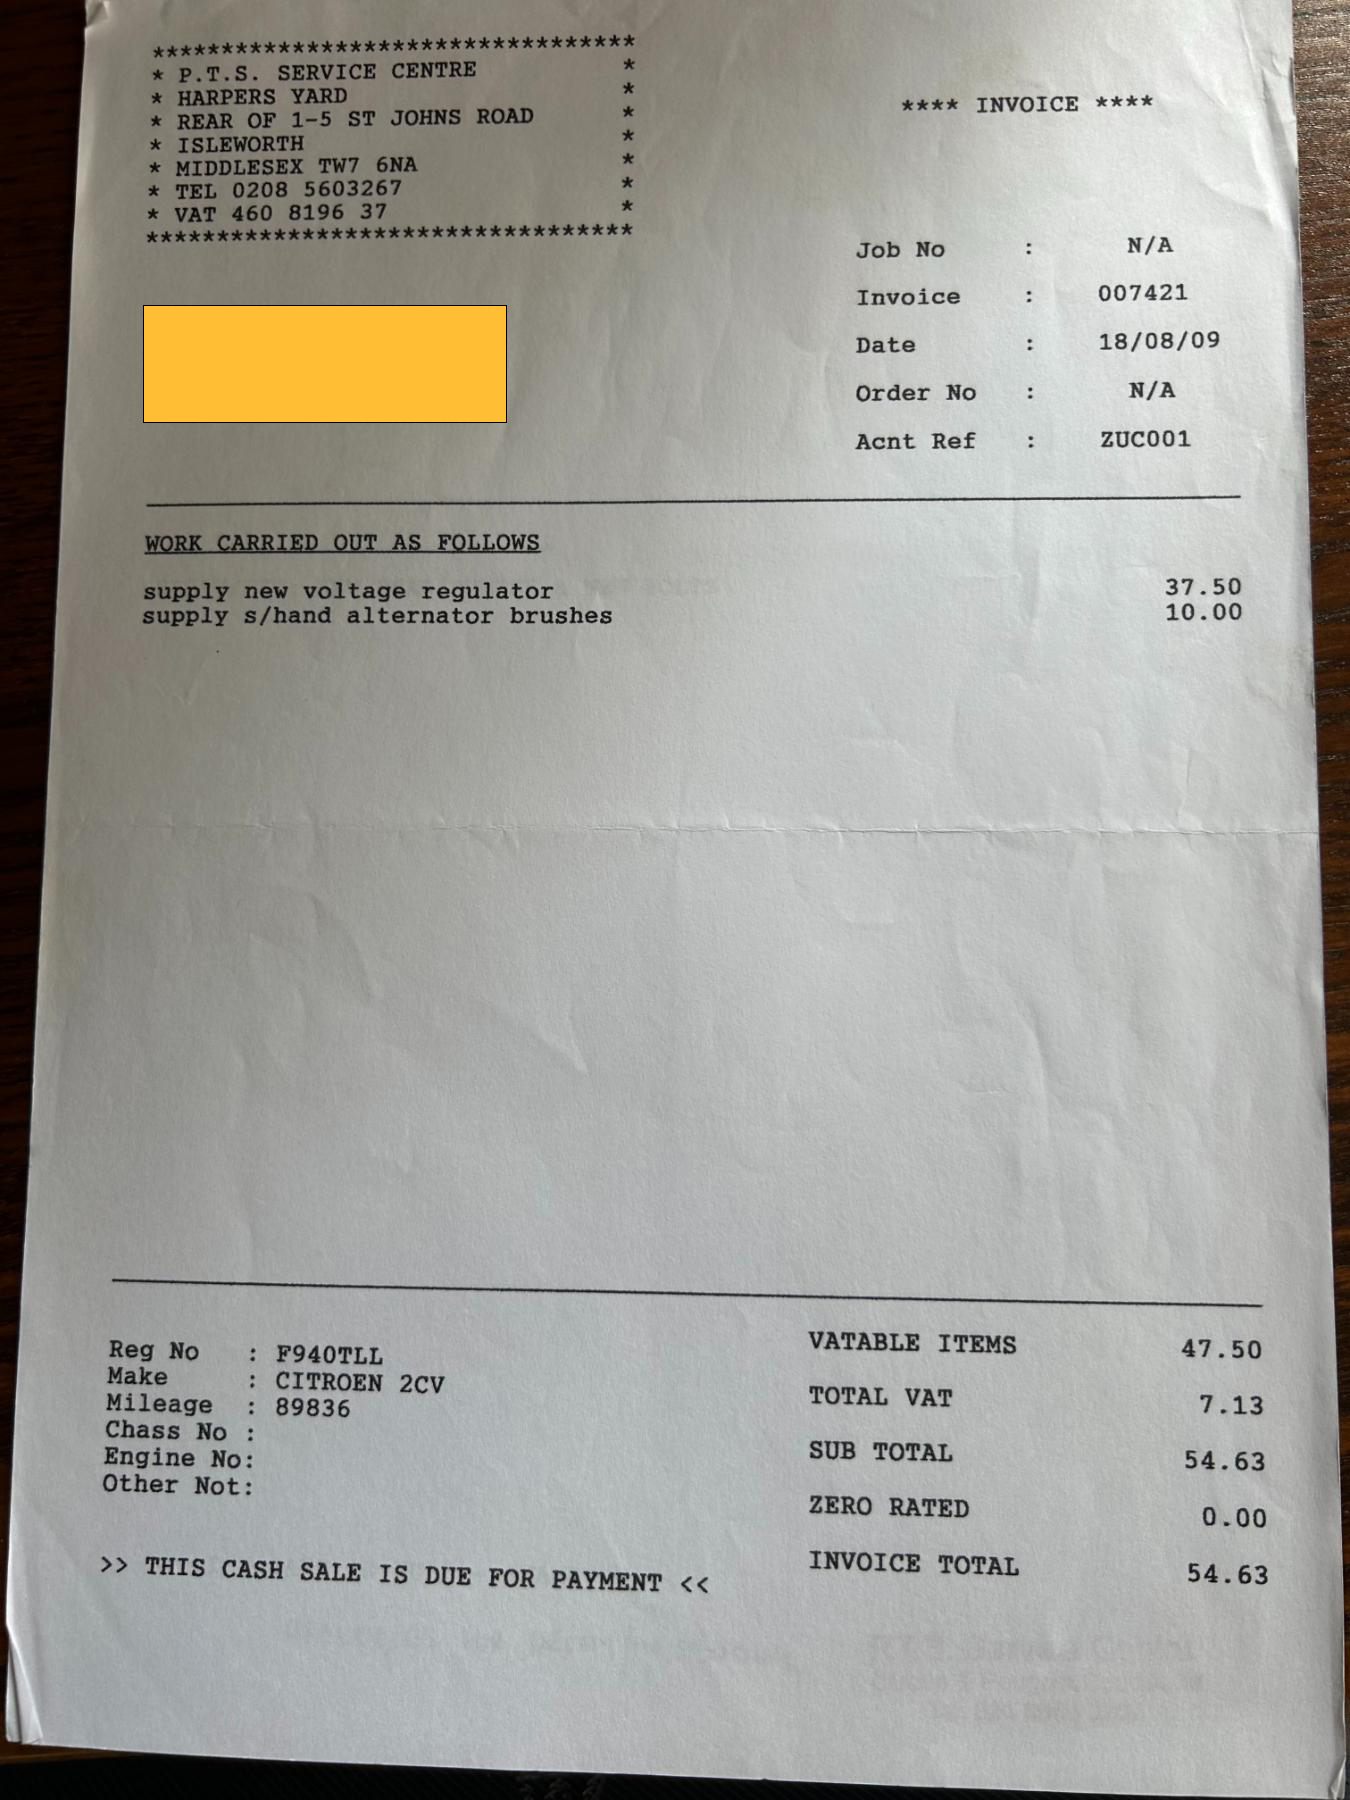 ***********************************
* P.T.S. SERVICE CENTRE *
* HARPERS YARD *
* REAR OF 1-5 ST JOHNS ROAD *
* ISLEWORTH *
* MIDDLESEX TW7 6NA *
* TEL 0208 5603267 *
* VAT 460 8196 37 *
***********************************
**** INVOICE ****
Job No : N/A
Invoice : 007421
Date : 18/08/09
Order No : N/A
Acnt Ref : ZUC001
WORK CARRIED OUT AS FOLLOWS
supply new voltage regulator 37.50
supply s/hand alternator brushes 10.00
Reg No : F940TLL
Make : CITROEN 2CV
Mileage : 89836
Chass No :
Engine No:
Other Not:
>> THIS CASH SALE IS DUE FOR PAYMENT <<
VATABLE ITEMS 47.50
TOTAL VAT 7.13
SUB TOTAL 54.63
ZERO RATED 0.00
INVOICE TOTAL 54.63